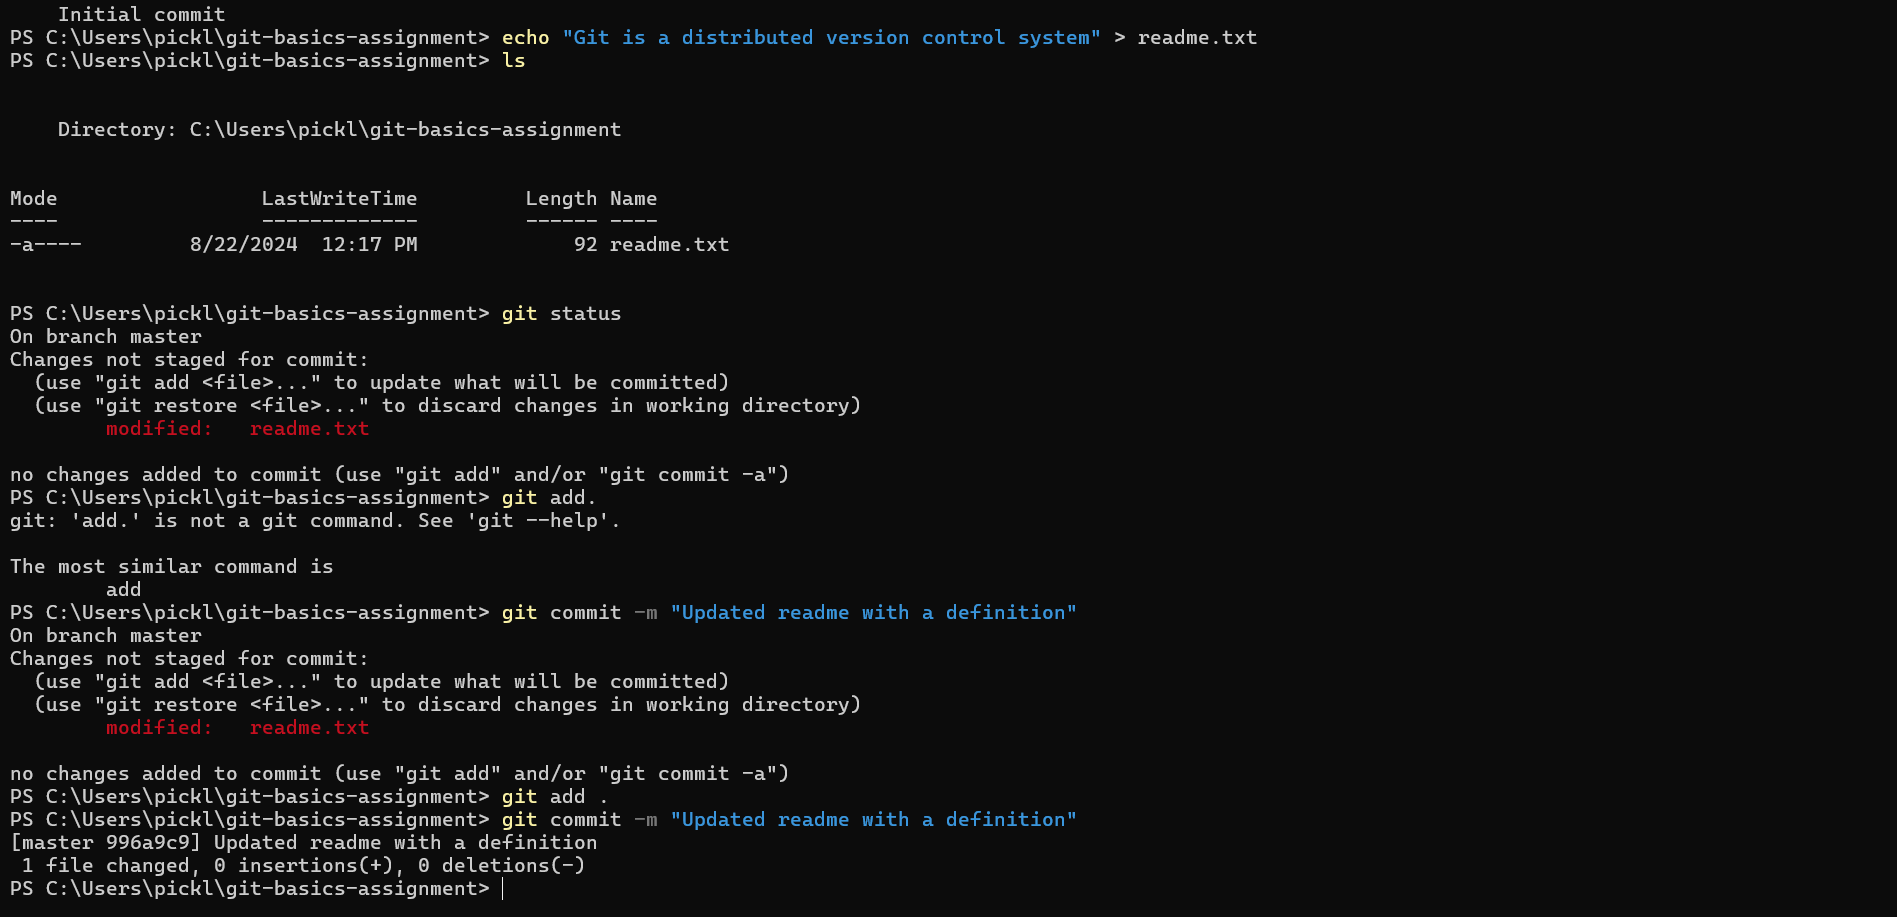 Initial commit
PS C:\Users\pickl\git-basics-assignment> echo "Git is a distributed version control system" > readme.txt
PS C:\Users\pickl\git-basics-assignment> ls
    Directory: C:\Users\pickl\git-basics-assignment
Mode                 LastWriteTime         Length Name
----                 -------------         ------ ----
-a----         8/22/2024  12:17 PM             92 readme.txt
PS C:\Users\pickl\git-basics-assignment> git status
On branch master
Changes not staged for commit:
  (use "git add <file>..." to update what will be committed)
  (use "git restore <file>..." to discard changes in working directory)
        modified:   readme.txt
no changes added to commit (use "git add" and/or "git commit -a")
PS C:\Users\pickl\git-basics-assignment> git add.
git: 'add.' is not a git command. See 'git --help'.
The most similar command is
        add
PS C:\Users\pickl\git-basics-assignment> git commit -m "Updated readme with a definition"
On branch master
Changes not staged for commit:
  (use "git add <file>..." to update what will be committed)
  (use "git restore <file>..." to discard changes in working directory)
        modified:   readme.txt
no changes added to commit (use "git add" and/or "git commit -a")
PS C:\Users\pickl\git-basics-assignment> git add .
PS C:\Users\pickl\git-basics-assignment> git commit -m "Updated readme with a definition"
[master 996a9c9] Updated readme with a definition
 1 file changed, 0 insertions(+), 0 deletions(-)
PS C:\Users\pickl\git-basics-assignment>